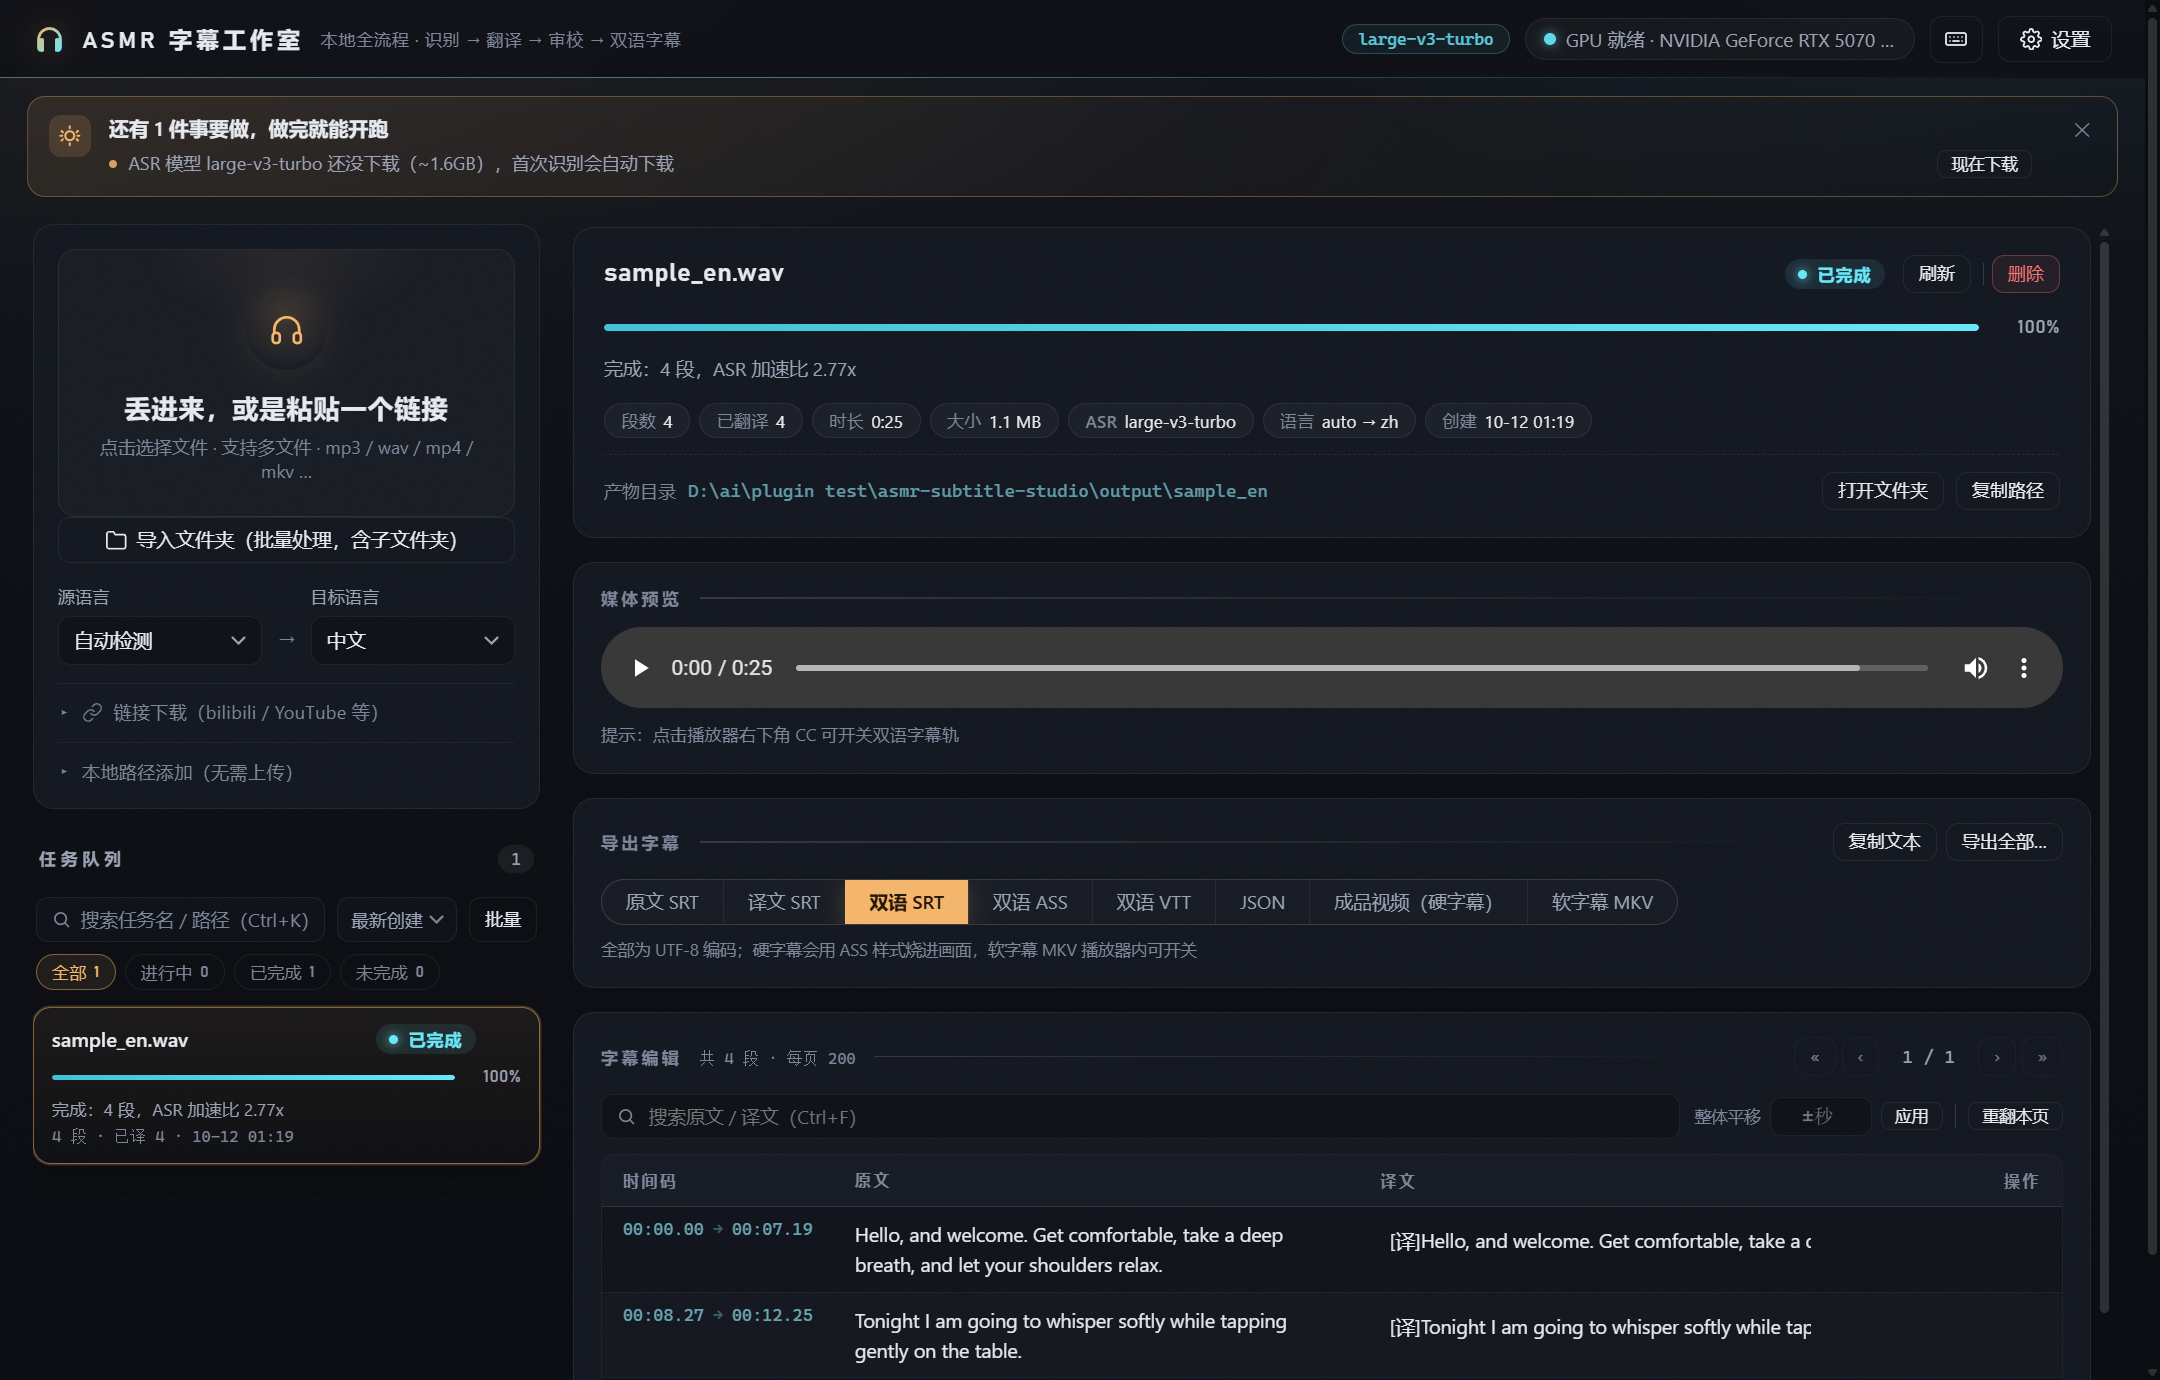 ASMR 字幕工作室 本地全流程 · 识别 → 翻译 → 审校 → 双语字幕
large-v3-turbo
GPU 就绪 · NVIDIA GeForce RTX 5070 ...
设置
还有 1 件事要做，做完就能开跑
ASR 模型 large-v3-turbo 还没下载（~1.6GB），首次识别会自动下载
现在下载
丢进来，或是粘贴一个链接
点击选择文件 · 支持多文件 · mp3 / wav / mp4 /
mkv ...
导入文件夹（批量处理，含子文件夹）
源语言
目标语言
自动检测 → 中文
链接下载（bilibili / YouTube 等）
本地路径添加（无需上传）
任务队列 1
搜索任务名 / 路径（Ctrl+K）
最新创建
批量
全部 1 进行中 0 已完成 1 未完成 0
sample_en.wav 已完成
100%
完成：4 段，ASR 加速比 2.77x
4 段 · 已译 4 · 10-12 01:19
sample_en.wav 已完成 刷新 删除
100%
完成：4 段，ASR 加速比 2.77x
段数 4 已翻译 4 时长 0:25 大小 1.1 MB ASR large-v3-turbo 语言 auto → zh 创建 10-12 01:19
产物目录 D:\ai\plugin test\asmr-subtitle-studio\output\sample_en 打开文件夹 复制路径
媒体预览
0:00 / 0:25
提示：点击播放器右下角 CC 可开关双语字幕轨
导出字幕 复制文本 导出全部...
原文 SRT 译文 SRT 双语 SRT 双语 ASS 双语 VTT JSON 成品视频（硬字幕） 软字幕 MKV
全部为 UTF-8 编码；硬字幕会用 ASS 样式烧进画面，软字幕 MKV 播放器内可开关
字幕编辑 共 4 段 · 每页 200 « ‹ 1 / 1 › »
搜索原文 / 译文（Ctrl+F） 整体平移 ±秒 应用 重翻本页
时间码 原文 译文 操作
00:00.00 → 00:07.19
Hello, and welcome. Get comfortable, take a deep
breath, and let your shoulders relax.
[译]Hello, and welcome. Get comfortable, take a
00:08.27 → 00:12.25
Tonight I am going to whisper softly while tapping
gently on the table.
[译]Tonight I am going to whisper softly while tap